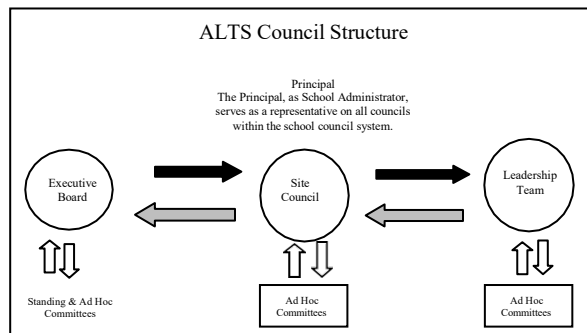 ALTS Council Structure
Principal
The Principal, as School Administrator,
serves as a representative on all councils
within the school council system.
Executive
Board
Site
Council
Leadership
Team
Standing & Ad Hoc
Committees
Ad Hoc
Committees
Ad Hoc
Committees